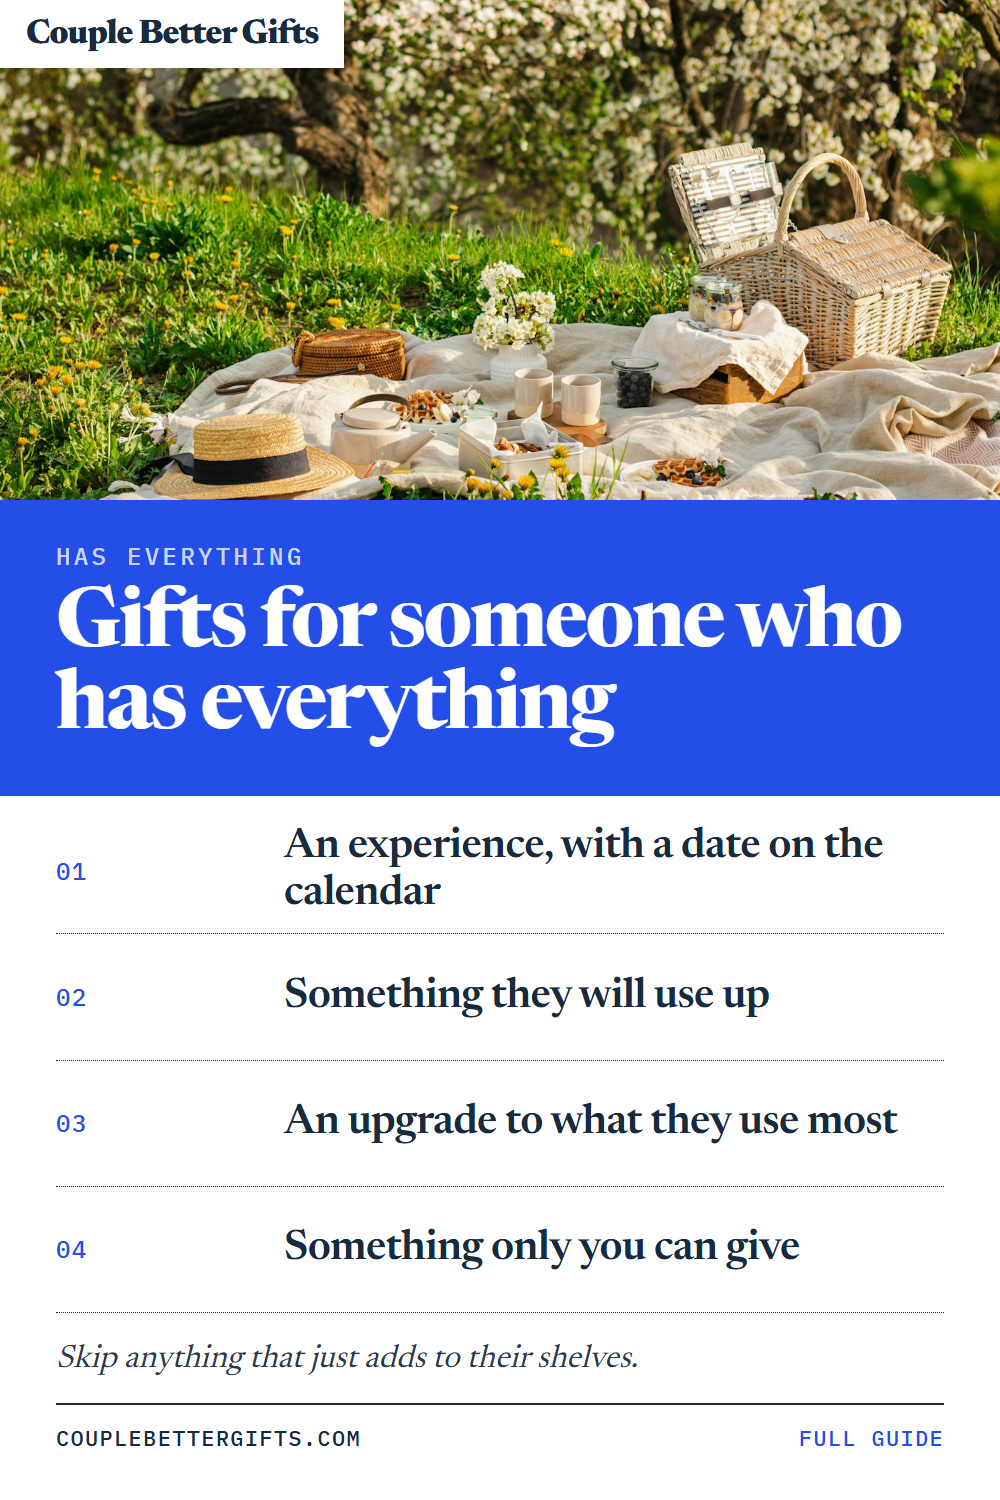 Couple Better Gifts
HAS EVERYTHING
Gifts for someone who
has everything
01
An experience, with a date on the
calendar
02
Something they will use up
03
An upgrade to what they use most
04
Something only you can give
Skip anything that just adds to their shelves.
COUPLEBETTERGIFTS.COM
FULL GUIDE